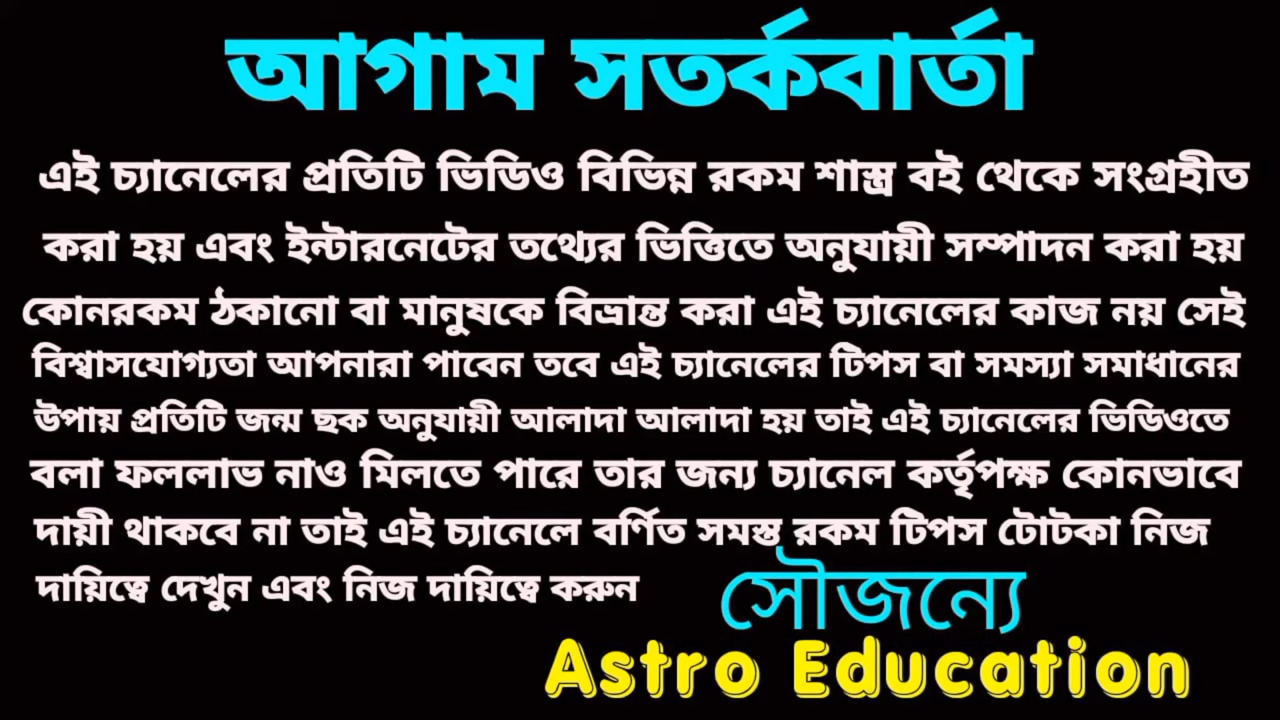 আগাম সতর্কবার্তা
এই চ্যানেলের প্রতিটি ভিডিও বিভিন্ন রকম শাস্ত্র বই থেকে সংগ্রহীত
করা হয় এবং ইন্টারনেটের তথ্যের ভিত্তিতে অনুযায়ী সম্পাদন করা হয়
কোনরকম ঠকানো বা মানুষকে বিভ্রান্ত করা এই চ্যানেলের কাজ নয় সেই
বিশ্বাসযোগ্যতা আপনারা পাবেন তবে এই চ্যানেলের টিপস বা সমস্যা সমাধানের
উপায় প্রতিটি জন্ম ছক অনুযায়ী আলাদা আলাদা হয় তাই এই চ্যানেলের ভিডিওতে
বলা ফললাভ নাও মিলতে পারে তার জন্য চ্যানেল কর্তৃপক্ষ কোনভাবে
দায়ী থাকবে না তাই এই চ্যানেলে বর্ণিত সমস্ত রকম টিপস টোটকা নিজ
দায়িত্বে দেখুন এবং নিজ দায়িত্বে করুন
সৌজন্যে
Astro Education